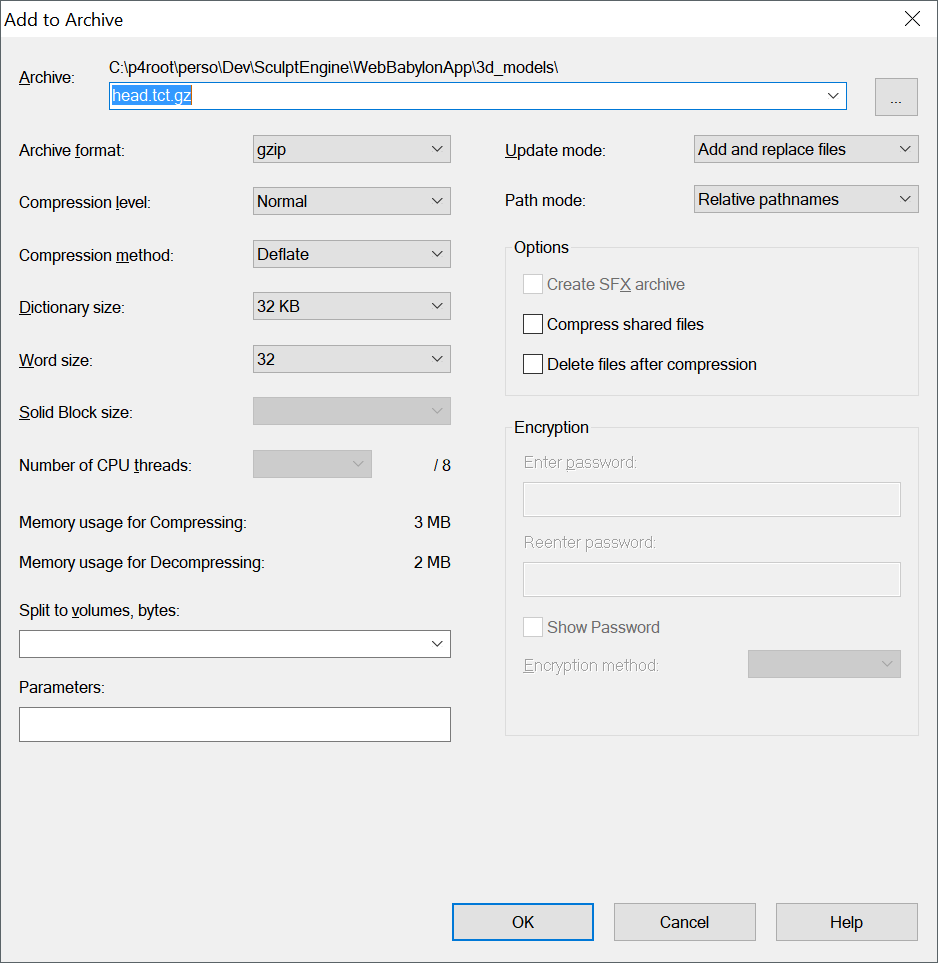 Add to Archive
Archive:
C:\p4root\perso\Dev\SculptEngine\WebBabylonApp\3d_models\
head.tct.gz
...
Archive format:
gzip
Compression level:
Normal
Compression method:
Deflate
Dictionary size:
32 KB
Word size:
32
Solid Block size:
Number of CPU threads:
/ 8
Memory usage for Compressing:
3 MB
Memory usage for Decompressing:
2 MB
Split to volumes, bytes:
Parameters:
Update mode:
Add and replace files
Path mode:
Relative pathnames
Options
Create SFX archive
Compress shared files
Delete files after compression
Encryption
Enter password:
Reenter password:
Show Password
Encryption method:
OK
Cancel
Help